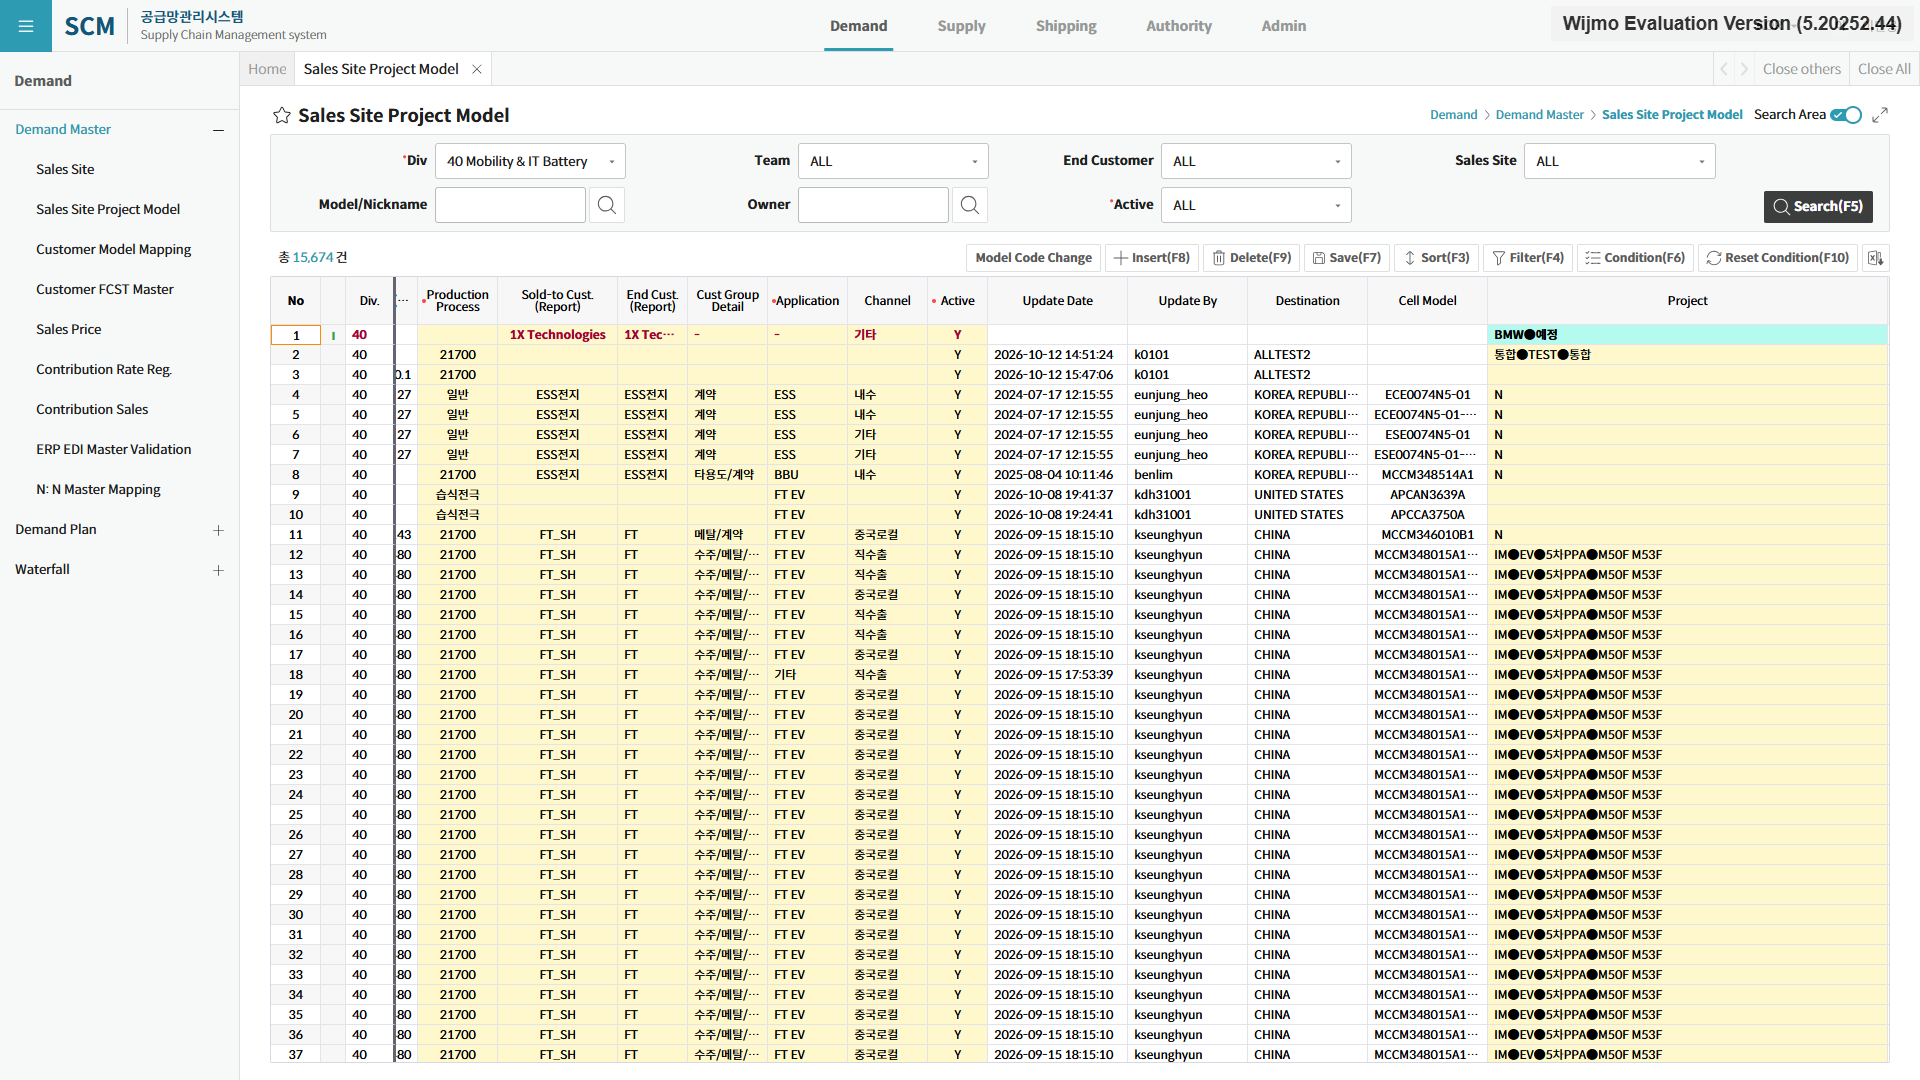 SCM
공급망관리시스템
Supply Chain Management system
Demand Supply Shipping Authority Admin
Wijmo Evaluation Version (5.20252.44)
Demand
Home Sales Site Project Model
Close others Close All
Demand Master
Sales Site
Sales Site Project Model
Customer Model Mapping
Customer FCST Master
Sales Price
Contribution Rate Reg.
Contribution Sales
ERP EDI Master Validation
N: N Master Mapping
Demand Plan
Waterfall
Sales Site Project Model
Demand > Demand Master > Sales Site Project Model Search Area
*Div 40 Mobility & IT Battery Team ALL End Customer ALL Sales Site ALL
Model/Nickname Owner *Active ALL Search(F5)
총 15,674 건
Model Code Change Insert(F8) Delete(F9) Save(F7) Sort(F3) Filter(F4) Condition(F6) Reset Condition(F10)
No Div. ... Production Process Sold-to Cust. (Report) End Cust. (Report) Cust Group Detail Application Channel Active Update Date Update By Destination Cell Model Project
1 I 40 1X Technologies 1X Tec··· - - 기타 Y BMW●예정
2 40 21700 Y 2026-10-12 14:51:24 k0101 ALLTEST2 통합●TEST●통합
3 40 0.1 21700 Y 2026-10-12 15:47:06 k0101 ALLTEST2
4 40 27 일반 ESS전지 ESS전지 계약 ESS 내수 Y 2024-07-17 12:15:55 eunjung_heo KOREA, REPUBLI··· ECE0074N5-01 N
5 40 27 일반 ESS전지 ESS전지 계약 ESS 내수 Y 2024-07-17 12:15:55 eunjung_heo KOREA, REPUBLI··· ECE0074N5-01-··· N
6 40 27 일반 ESS전지 ESS전지 계약 ESS 기타 Y 2024-07-17 12:15:55 eunjung_heo KOREA, REPUBLI··· ESE0074N5-01 N
7 40 27 일반 ESS전지 ESS전지 계약 ESS 기타 Y 2024-07-17 12:15:55 eunjung_heo KOREA, REPUBLI··· ESE0074N5-01-··· N
8 40 21700 ESS전지 ESS전지 타용도/계약 BBU 내수 Y 2025-08-04 10:11:46 benlim KOREA, REPUBLI··· MCCM348514A1 N
9 40 습식전극 FT EV Y 2026-10-08 19:41:37 kdh31001 UNITED STATES APCAN3639A
10 40 습식전극 FT EV Y 2026-10-08 19:24:41 kdh31001 UNITED STATES APCCA3750A
11 40 43 21700 FT_SH FT 메탈/계약 FT EV 중국로컬 Y 2026-09-15 18:15:10 kseunghyun CHINA MCCM346010B1 N
12 40 80 21700 FT_SH FT 수주/메탈/··· FT EV 직수출 Y 2026-09-15 18:15:10 kseunghyun CHINA MCCM348015A1··· IM●EV●5차PPA●M50F M53F
13 40 80 21700 FT_SH FT 수주/메탈/··· FT EV 직수출 Y 2026-09-15 18:15:10 kseunghyun CHINA MCCM348015A1··· IM●EV●5차PPA●M50F M53F
14 40 80 21700 FT_SH FT 수주/메탈/··· FT EV 중국로컬 Y 2026-09-15 18:15:10 kseunghyun CHINA MCCM348015A1··· IM●EV●5차PPA●M50F M53F
15 40 80 21700 FT_SH FT 수주/메탈/··· FT EV 직수출 Y 2026-09-15 18:15:10 kseunghyun CHINA MCCM348015A1··· IM●EV●5차PPA●M50F M53F
16 40 80 21700 FT_SH FT 수주/메탈/··· FT EV 직수출 Y 2026-09-15 18:15:10 kseunghyun CHINA MCCM348015A1··· IM●EV●5차PPA●M50F M53F
17 40 80 21700 FT_SH FT 수주/메탈/··· FT EV 중국로컬 Y 2026-09-15 18:15:10 kseunghyun CHINA MCCM348015A1··· IM●EV●5차PPA●M50F M53F
18 40 80 21700 FT_SH FT 수주/메탈/··· 기타 직수출 Y 2026-09-15 17:53:39 kseunghyun CHINA MCCM348015A1··· IM●EV●5차PPA●M50F M53F
19 40 80 21700 FT_SH FT 수주/메탈/··· FT EV 중국로컬 Y 2026-09-15 18:15:10 kseunghyun CHINA MCCM348015A1··· IM●EV●5차PPA●M50F M53F
20 40 80 21700 FT_SH FT 수주/메탈/··· FT EV 중국로컬 Y 2026-09-15 18:15:10 kseunghyun CHINA MCCM348015A1··· IM●EV●5차PPA●M50F M53F
21 40 80 21700 FT_SH FT 수주/메탈/··· FT EV 중국로컬 Y 2026-09-15 18:15:10 kseunghyun CHINA MCCM348015A1··· IM●EV●5차PPA●M50F M53F
22 40 80 21700 FT_SH FT 수주/메탈/··· FT EV 중국로컬 Y 2026-09-15 18:15:10 kseunghyun CHINA MCCM348015A1··· IM●EV●5차PPA●M50F M53F
23 40 80 21700 FT_SH FT 수주/메탈/··· FT EV 중국로컬 Y 2026-09-15 18:15:10 kseunghyun CHINA MCCM348015A1··· IM●EV●5차PPA●M50F M53F
24 40 80 21700 FT_SH FT 수주/메탈/··· FT EV 중국로컬 Y 2026-09-15 18:15:10 kseunghyun CHINA MCCM348015A1··· IM●EV●5차PPA●M50F M53F
25 40 80 21700 FT_SH FT 수주/메탈/··· FT EV 중국로컬 Y 2026-09-15 18:15:10 kseunghyun CHINA MCCM348015A1··· IM●EV●5차PPA●M50F M53F
26 40 80 21700 FT_SH FT 수주/메탈/··· FT EV 중국로컬 Y 2026-09-15 18:15:10 kseunghyun CHINA MCCM348015A1··· IM●EV●5차PPA●M50F M53F
27 40 80 21700 FT_SH FT 수주/메탈/··· FT EV 중국로컬 Y 2026-09-15 18:15:10 kseunghyun CHINA MCCM348015A1··· IM●EV●5차PPA●M50F M53F
28 40 80 21700 FT_SH FT 수주/메탈/··· FT EV 중국로컬 Y 2026-09-15 18:15:10 kseunghyun CHINA MCCM348015A1··· IM●EV●5차PPA●M50F M53F
29 40 80 21700 FT_SH FT 수주/메탈/··· FT EV 중국로컬 Y 2026-09-15 18:15:10 kseunghyun CHINA MCCM348015A1··· IM●EV●5차PPA●M50F M53F
30 40 80 21700 FT_SH FT 수주/메탈/··· FT EV 중국로컬 Y 2026-09-15 18:15:10 kseunghyun CHINA MCCM348015A1··· IM●EV●5차PPA●M50F M53F
31 40 80 21700 FT_SH FT 수주/메탈/··· FT EV 중국로컬 Y 2026-09-15 18:15:10 kseunghyun CHINA MCCM348015A1··· IM●EV●5차PPA●M50F M53F
32 40 80 21700 FT_SH FT 수주/메탈/··· FT EV 중국로컬 Y 2026-09-15 18:15:10 kseunghyun CHINA MCCM348015A1··· IM●EV●5차PPA●M50F M53F
33 40 80 21700 FT_SH FT 수주/메탈/··· FT EV 중국로컬 Y 2026-09-15 18:15:10 kseunghyun CHINA MCCM348015A1··· IM●EV●5차PPA●M50F M53F
34 40 80 21700 FT_SH FT 수주/메탈/··· FT EV 중국로컬 Y 2026-09-15 18:15:10 kseunghyun CHINA MCCM348015A1··· IM●EV●5차PPA●M50F M53F
35 40 80 21700 FT_SH FT 수주/메탈/··· FT EV 중국로컬 Y 2026-09-15 18:15:10 kseunghyun CHINA MCCM348015A1··· IM●EV●5차PPA●M50F M53F
36 40 80 21700 FT_SH FT 수주/메탈/··· FT EV 중국로컬 Y 2026-09-15 18:15:10 kseunghyun CHINA MCCM348015A1··· IM●EV●5차PPA●M50F M53F
37 40 80 21700 FT_SH FT 수주/메탈/··· FT EV 중국로컬 Y 2026-09-15 18:15:10 kseunghyun CHINA MCCM348015A1··· IM●EV●5차PPA●M50F M53F